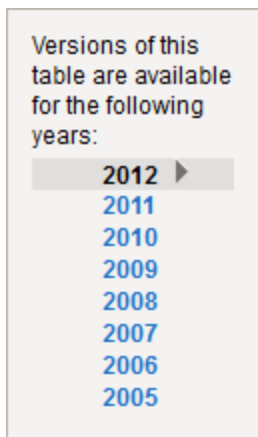 Versions of this
table are available
for the following
years:
2012
2011
2010
2009
2008
2007
2006
2005